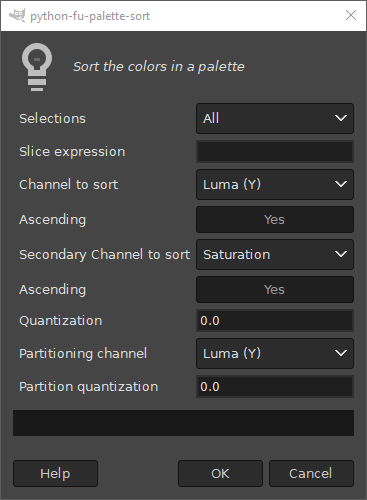 python-fu-palette-sort
Sort the colors in a palette
Selections All
Slice expression
Channel to sort Luma (Y)
Ascending Yes
Secondary Channel to sort Saturation
Ascending Yes
Quantization 0.0
Partitioning channel Luma (Y)
Partition quantization 0.0
Help OK Cancel